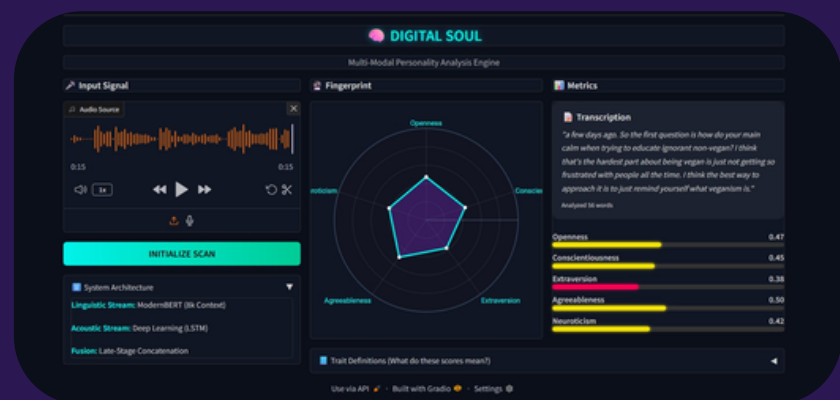 DIGITAL SOUL
Multi-Modal Personality Analysis Engine
Input Signal
Audio Source
0:15
0:15
1x
INITIALIZE SCAN
System Architecture
Linguistic Stream: ModernBERT (8k Context)
Acoustic Stream: Deep Learning (LSTM)
Fusion: Late-Stage Concatenation
Fingerprint
Openness
roticism
Conscien
Agreeableness
Extraversion
Metrics
Transcription
"a few days ago. So the first question is how do your main
calm when trying to educate ignorant non-vegan? I think
that's the hardest part about being vegan is just not getting so
frustrated with people all the time. I think the best way to
approach it is to just remind yourself what veganism is."
Analyzed 56 words
Openness 0.47
Conscientiousness 0.45
Extraversion 0.38
Agreeableness 0.50
Neuroticism 0.42
Trait Definitions (What do these scores mean?)
Use via API · Built with Gradio · Settings